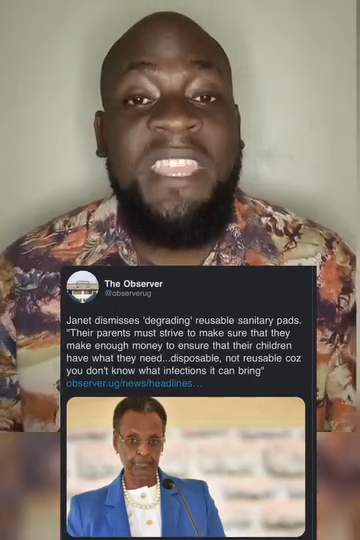 The Observer
@observerug
Janet dismisses 'degrading' reusable sanitary pads.
"Their parents must strive to make sure that they
make enough money to ensure that their children
have what they need...disposable, not reusable coz
you don't know what infections it can bring"
observer.ug/news/headlines…